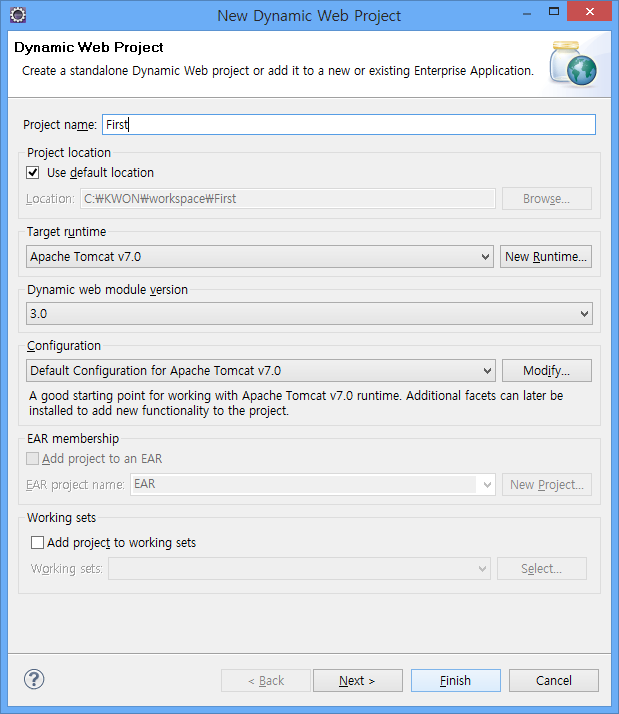 New Dynamic Web Project
Dynamic Web Project
Create a standalone Dynamic Web project or add it to a new or existing Enterprise Application.
Project name: First
Project location
Use default location
Location: C:₩KWON₩workspace₩First Browse...
Target runtime
Apache Tomcat v7.0 New Runtime...
Dynamic web module version
3.0
Configuration
Default Configuration for Apache Tomcat v7.0 Modify...
A good starting point for working with Apache Tomcat v7.0 runtime. Additional facets can later be
installed to add new functionality to the project.
EAR membership
Add project to an EAR
EAR project name: EAR New Project...
Working sets
Add project to working sets
Working sets: Select...
? < Back Next > Finish Cancel